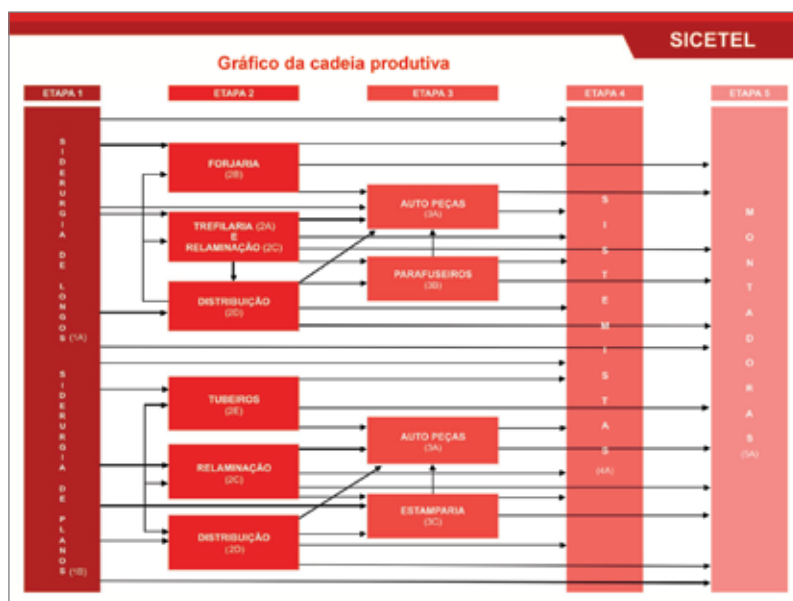 SICETEL
Gráfico da cadeia produtiva
ETAPA 1
ETAPA 2
ETAPA 3
ETAPA 4
ETAPA 5
SIDERURGIA DE LONGOS (1A)
SIDERURGIA DE PLANOS (1B)
FORJARIA
(2B)
TREFILARIA (2A)
E
RELAMINAÇÃO (2C)
DISTRIBUIÇÃO
(2D)
TUBEIROS
(2E)
RELAMINAÇÃO
(2C)
DISTRIBUIÇÃO
(2D)
AUTO PEÇAS
(3A)
PARAFUSEIROS
(3B)
AUTO PEÇAS
(3A)
ESTAMPARIA
(3C)
SISTEMISTAS
(4A)
MONTADORAS
(5A)